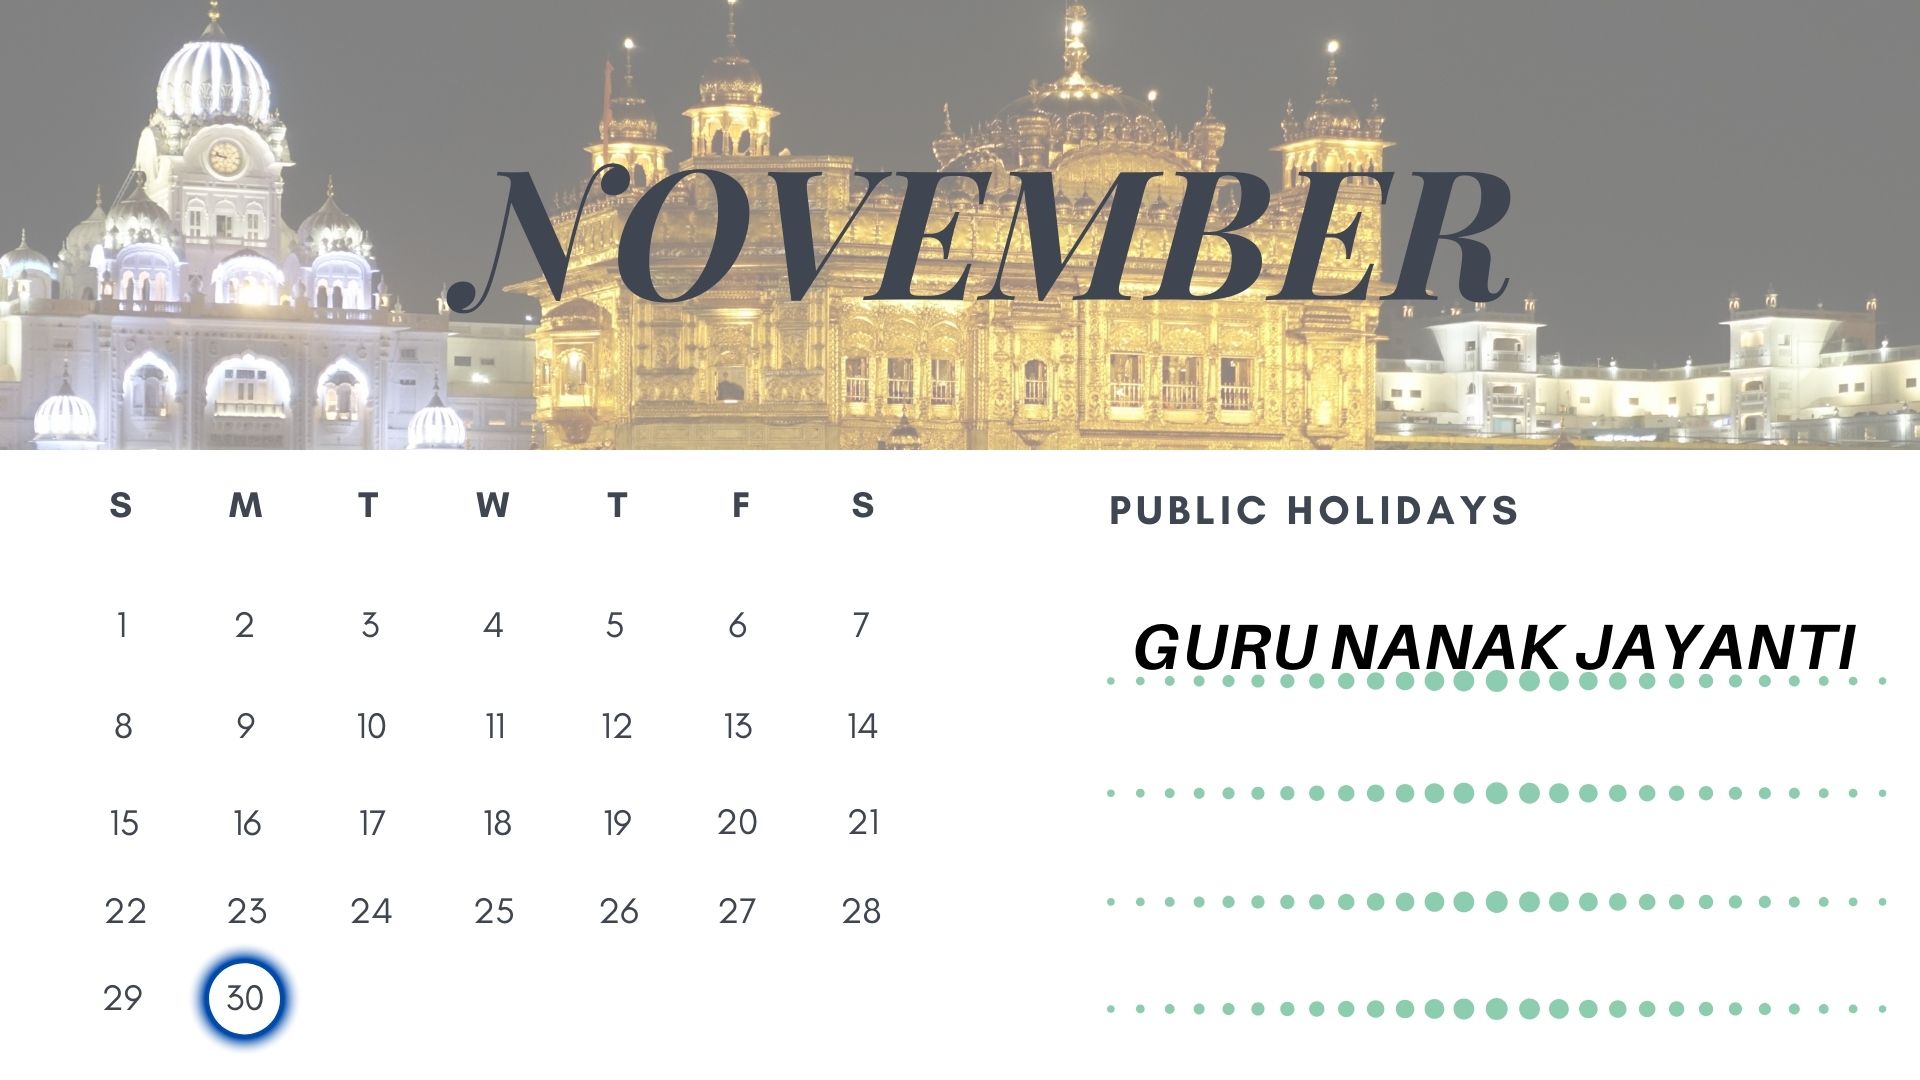 NOVEMBER
S M T W T F S
1 2 3 4 5 6 7
8 9 10 11 12 13 14
15 16 17 18 19 20 21
22 23 24 25 26 27 28
29 30
PUBLIC HOLIDAYS
GURU NANAK JAYANTI